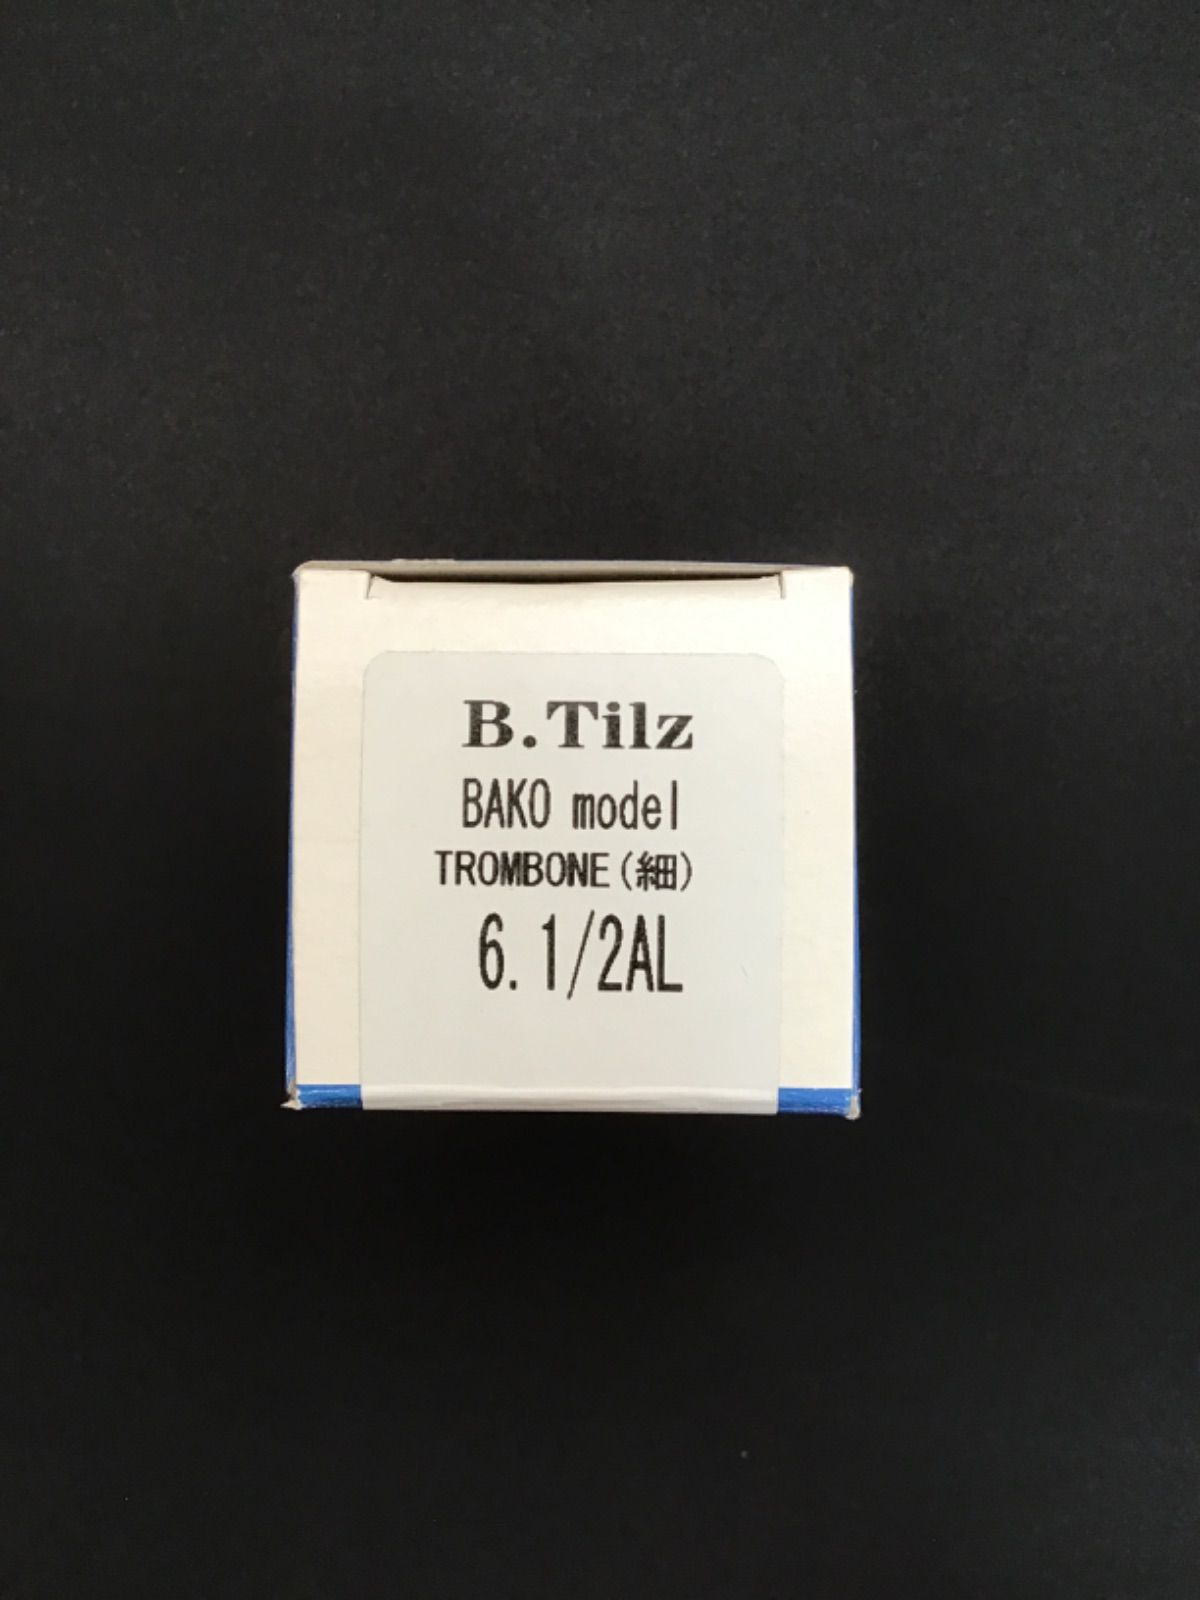 B.Tilz
BAKO model
TROMBONE(細)
6.1/2AL